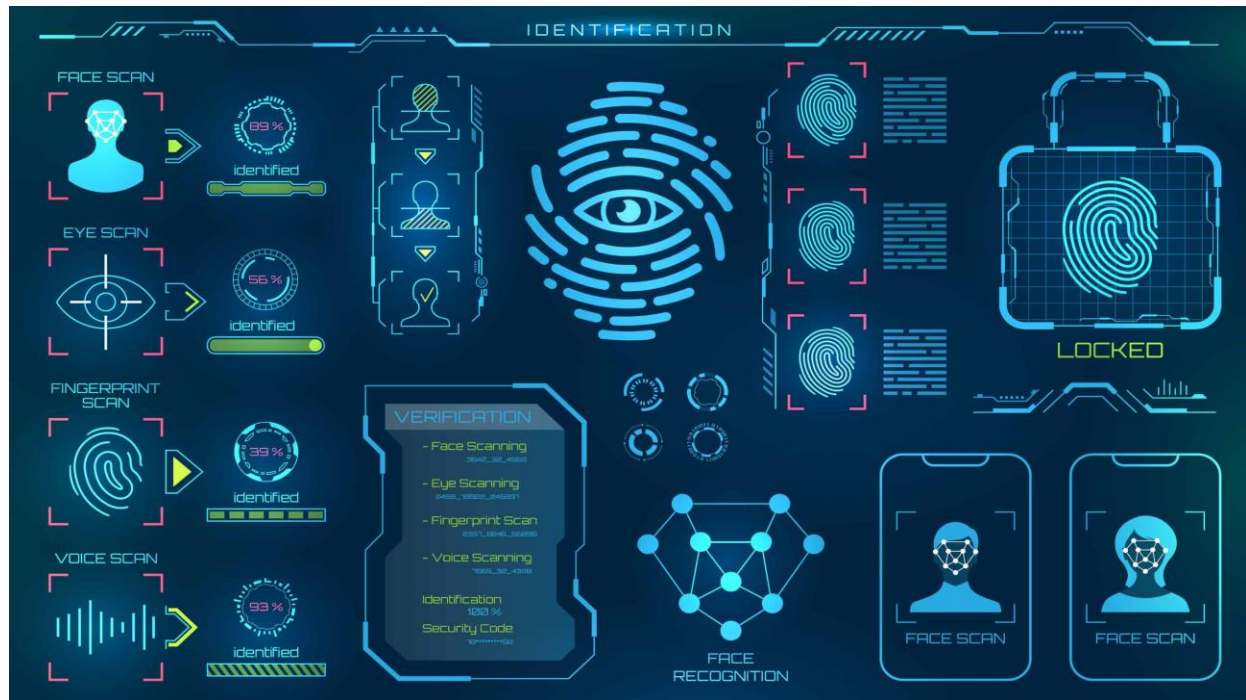 IDENTIFICATION
FACE SCAN
89 %
identified
EYE SCAN
56 %
identified
FINGERPRINT
SCAN
39 %
identified
VOICE SCAN
93 %
identified
VERIFICATION
- Face Scanning
- Eye Scanning
- Fingerprint Scan
- Voice Scanning
Identification
100 %
Security Code
FACE
RECOGNITION
LOCKED
FACE SCAN
FACE SCAN